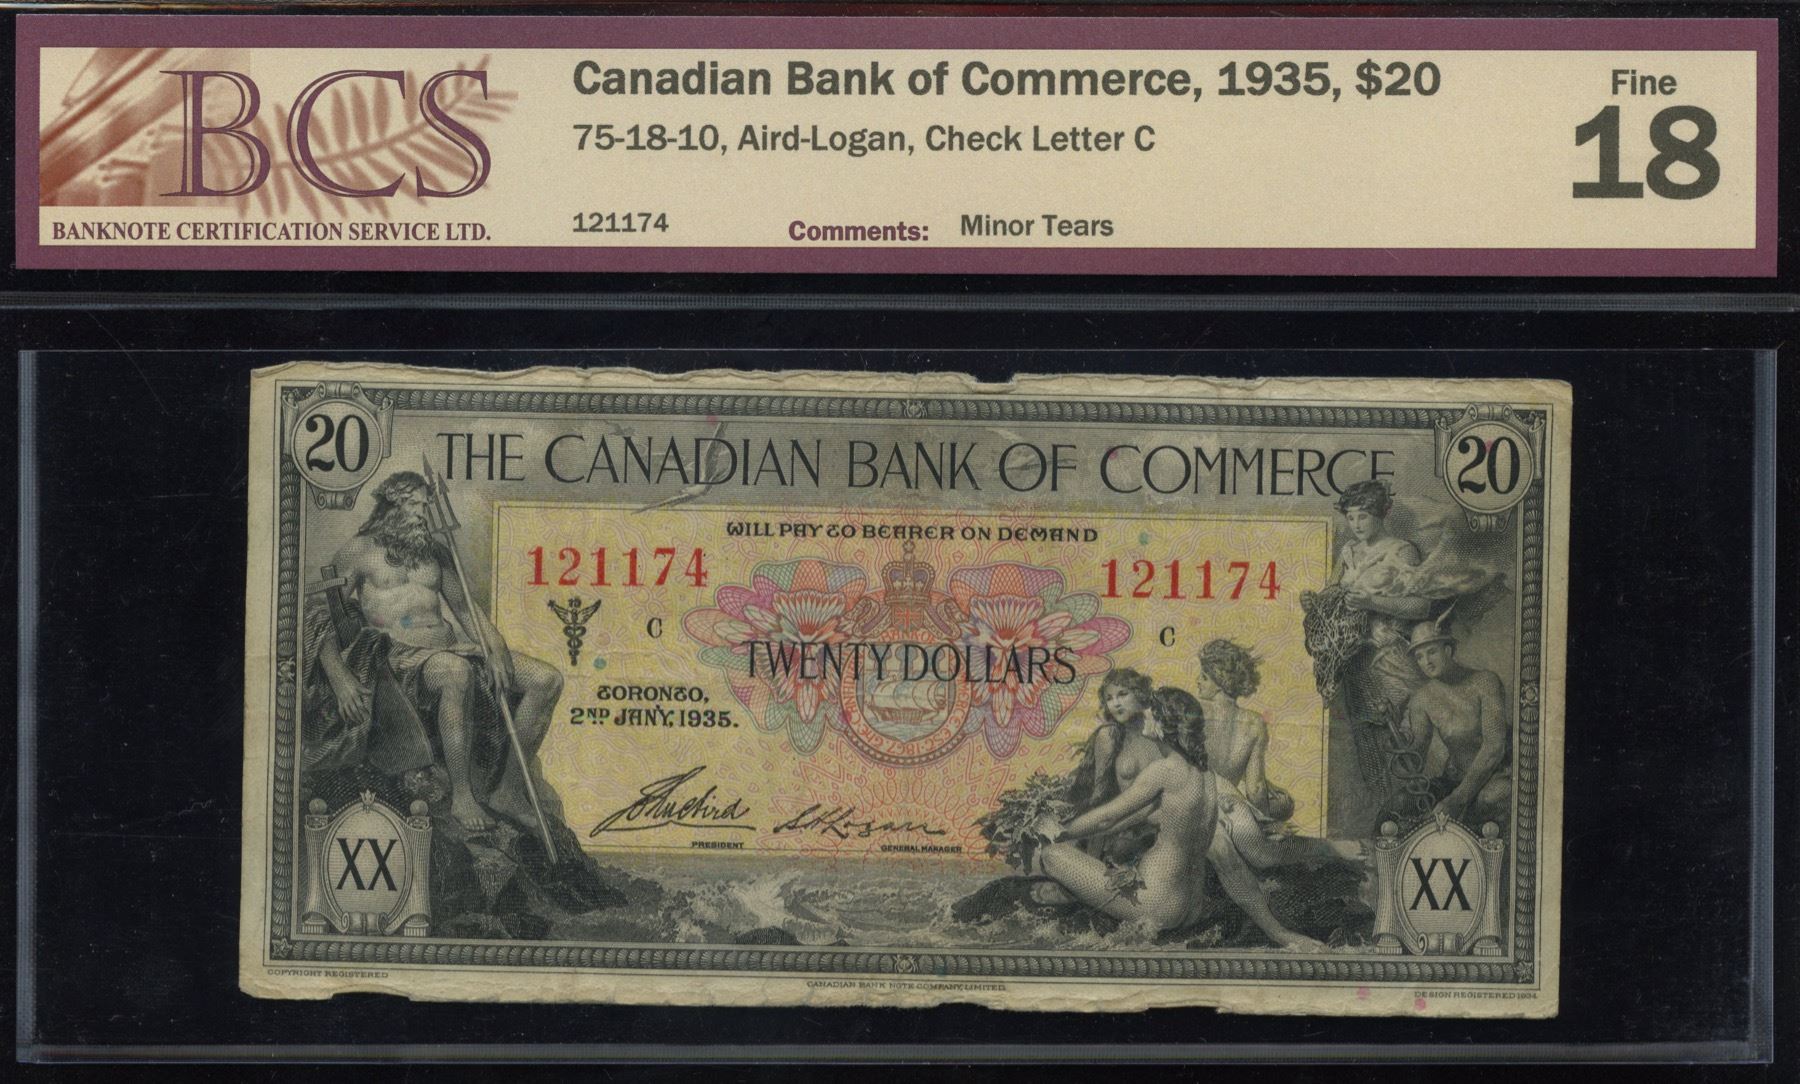 BCS
BANKNOTE CERTIFICATION SERVICE LTD.
Canadian Bank of Commerce, 1935, $20
75-18-10, Aird-Logan, Check Letter C
121174
Comments: Minor Tears
Fine
18
20
THE CANADIAN BANK OF COMMERCE
20
WILL PAY TO BEARER ON DEMAND
121174
121174
C
C
TWENTY DOLLARS
TORONTO,
2ND JANY. 1935.
PRESIDENT
GENERAL MANAGER
XX
XX
COPYRIGHT REGISTERED
CANADIAN BANK NOTE COMPANY, LIMITED.
DESIGN REGISTERED 1934